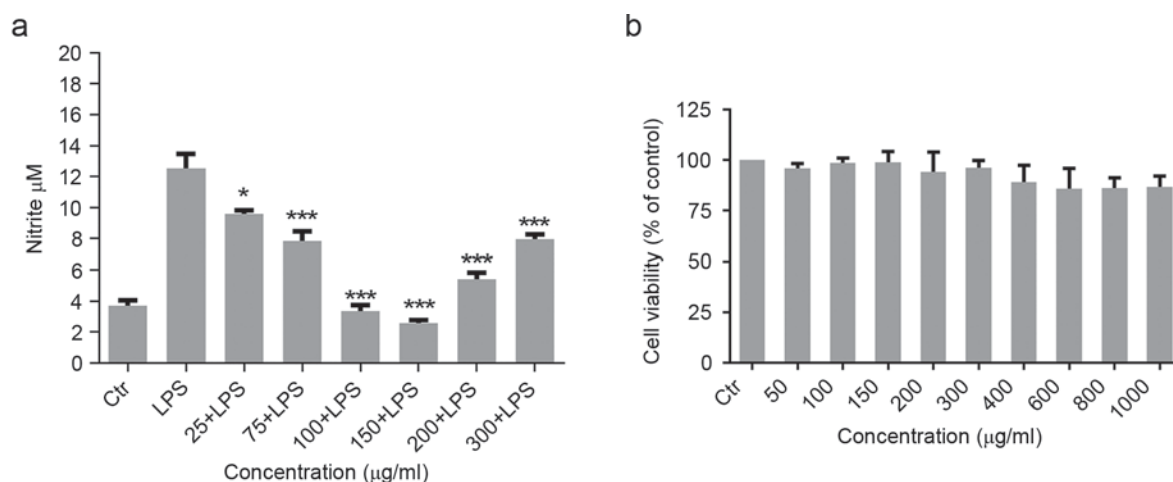 a
Nitrite μM
20
18
16
14
12
10
8
6
4
2
0
*
***
***
***
***
***
Ctr
LPS
25+LPS
75+LPS
100+LPS
150+LPS
200+LPS
300+LPS
Concentration (μg/ml)
b
Cell viability (% of control)
125
100
75
50
25
0
Ctr
50
100
150
200
300
400
600
800
1000
Concentration (μg/ml)